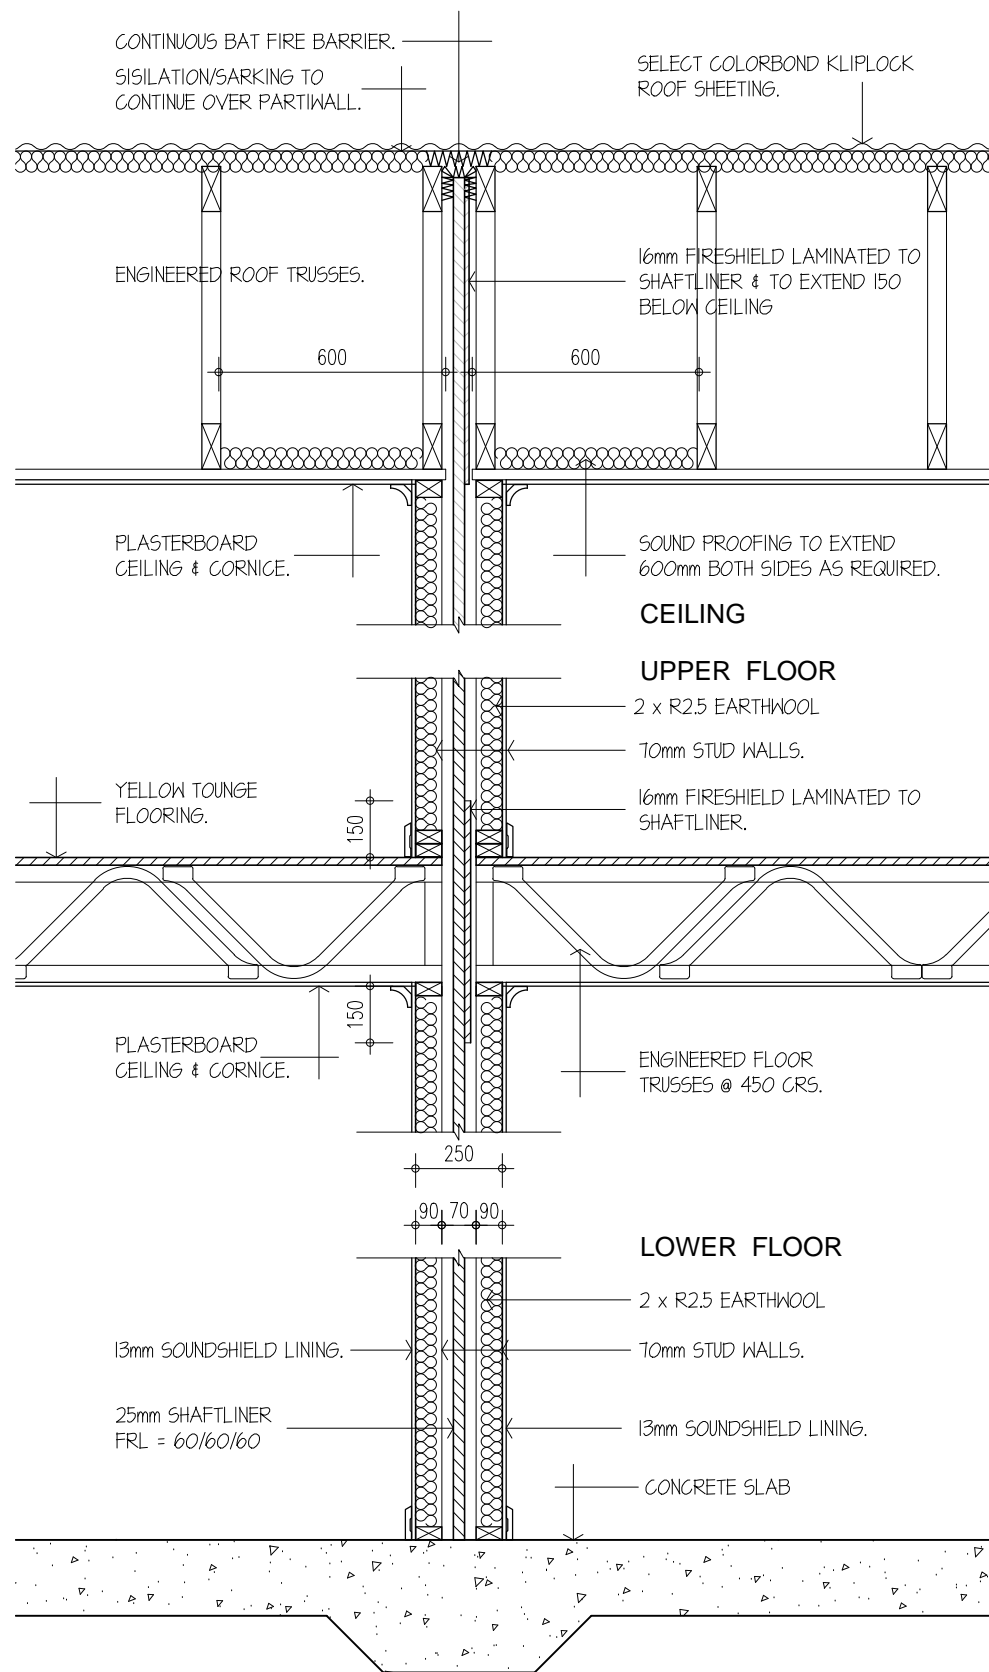 CONTINUOUS BAT FIRE BARRIER.
SISILATION/SARKING TO
CONTINUE OVER PARTIWALL.
SELECT COLORBOND KLIPLOCK
ROOF SHEETING.
ENGINEERED ROOF TRUSSES.
16mm FIRESHIELD LAMINATED TO
SHAFTLINER & TO EXTEND 150
BELOW CEILING
600
600
PLASTERBOARD
CEILING & CORNICE.
SOUND PROOFING TO EXTEND
600mm BOTH SIDES AS REQUIRED.
CEILING
UPPER FLOOR
2 x R2.5 EARTHWOOL
70mm STUD WALLS.
YELLOW TOUNGE
FLOORING.
150
16mm FIRESHIELD LAMINATED TO
SHAFTLINER.
150
PLASTERBOARD
CEILING & CORNICE.
ENGINEERED FLOOR
TRUSSES @ 450 CRS.
250
90 70 90
LOWER FLOOR
2 x R2.5 EARTHWOOL
13mm SOUNDSHIELD LINING.
70mm STUD WALLS.
25mm SHAFTLINER
FRL = 60/60/60
13mm SOUNDSHIELD LINING.
CONCRETE SLAB